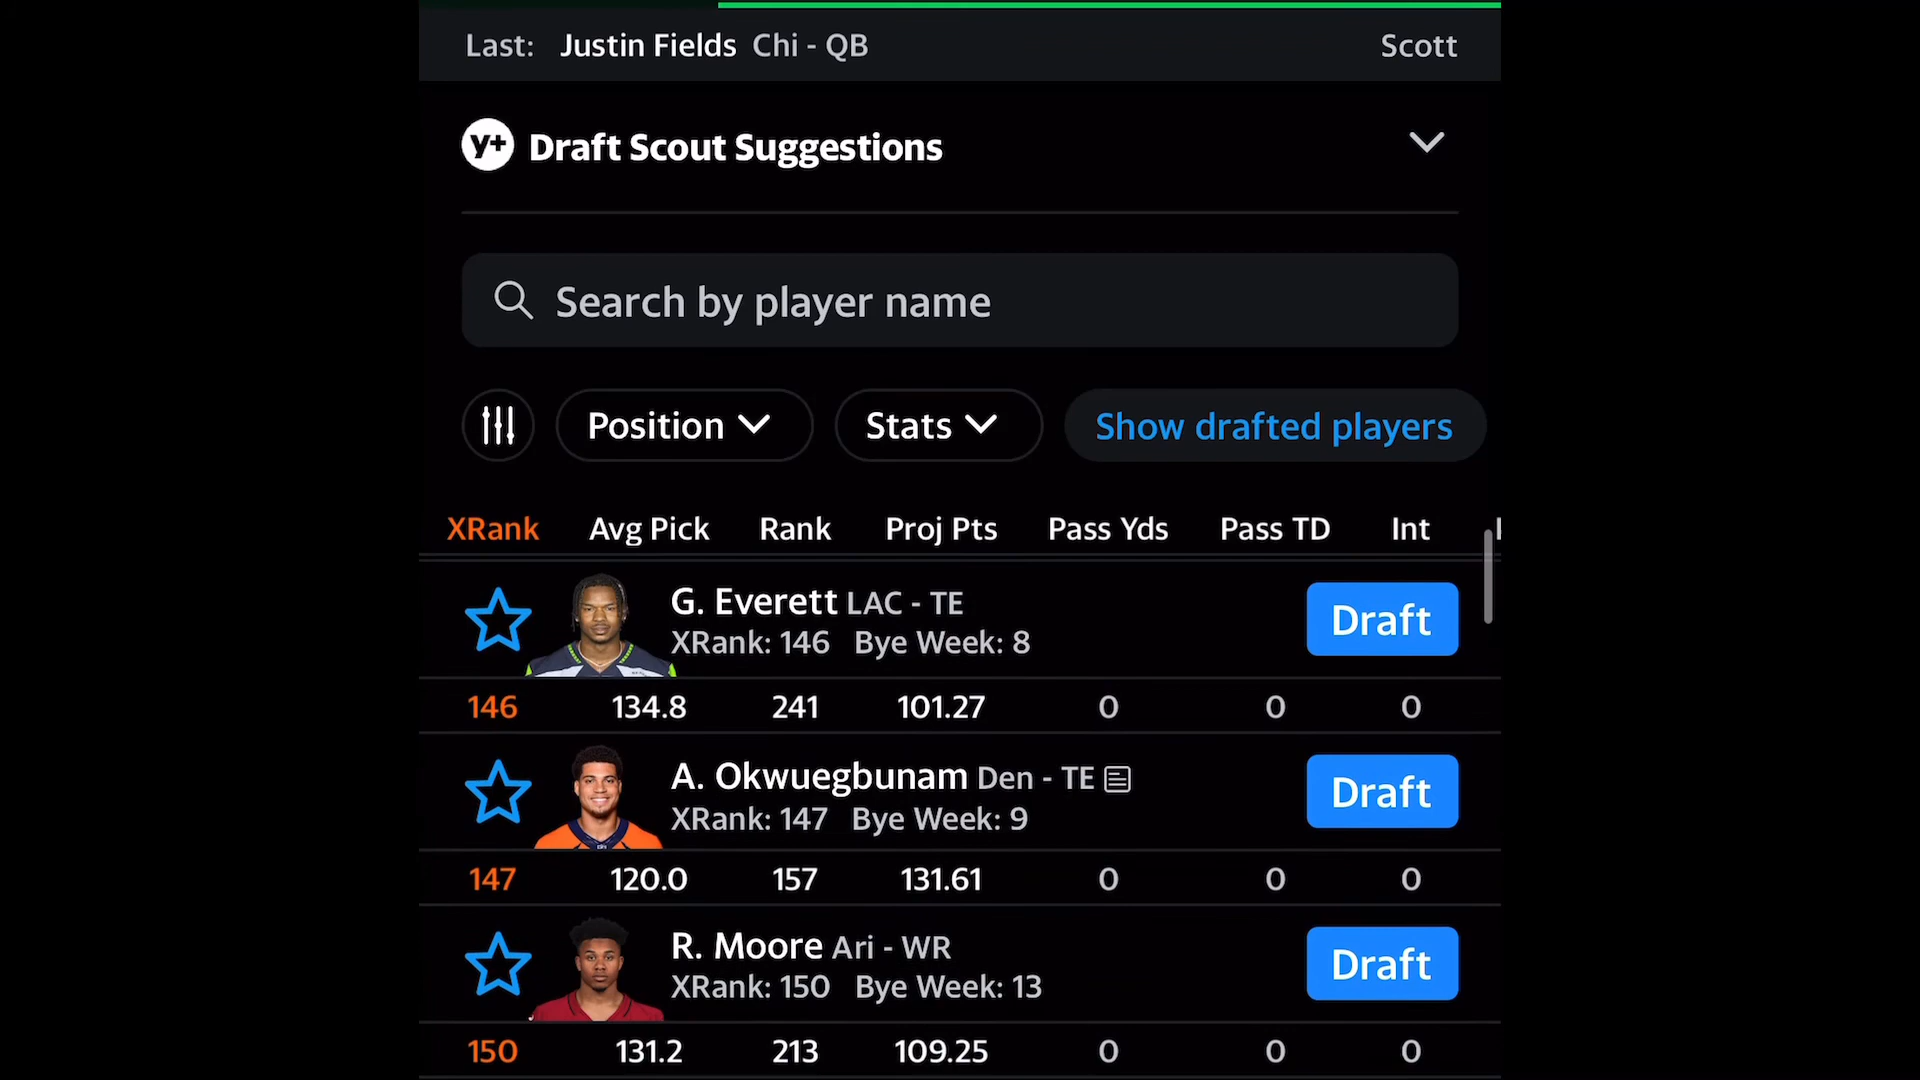 Last: Justin Fields Chi - QB Scott
y+ Draft Scout Suggestions
Search by player name
Position Stats Show drafted players
XRank Avg Pick Rank Proj Pts Pass Yds Pass TD Int
G. Everett LAC - TE
XRank: 146 Bye Week: 8
Draft
146 134.8 241 101.27 0 0 0
A. Okwuegbunam Den - TE
XRank: 147 Bye Week: 9
Draft
147 120.0 157 131.61 0 0 0
R. Moore Ari - WR
XRank: 150 Bye Week: 13
Draft
150 131.2 213 109.25 0 0 0